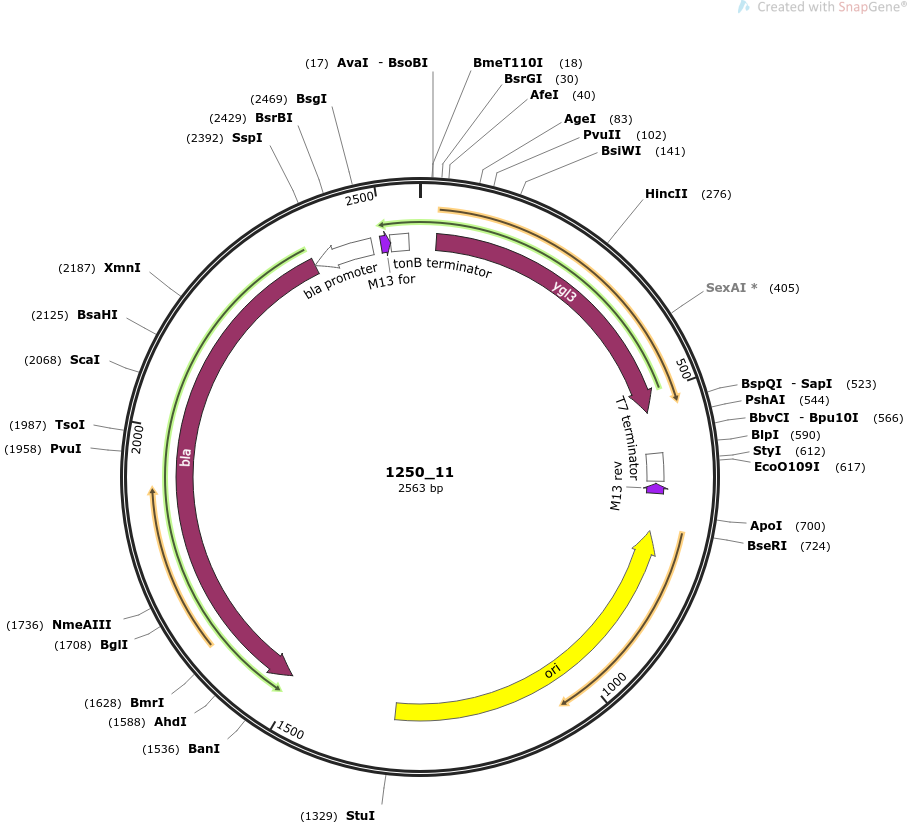 Created with SnapGene®
(17) AvaI - BsoBI
BmeT110I (18)
BsrGI (30)
AfeI (40)
AgeI (83)
PvuII (102)
BsiWI (141)
HincII (276)
SexAI * (405)
BspQI - SapI (523)
PshAI (544)
BbvCI - Bpu10I (566)
BlpI (590)
StyI (612)
EcoO109I (617)
ApoI (700)
BseRI (724)
(1329) StuI
(1536) BanI
(1588) AhdI
(1628) BmrI
(1708) BglI
(1736) NmeAIII
(1958) PvuI
(1987) TsoI
(2068) ScaI
(2125) BsaHI
(2187) XmnI
(2392) SspI
(2429) BsrBI
(2469) BsgI
500
1000
1500
2000
2500
bla promoter
M13 for
tonB terminator
ygl3
T7 terminator
M13 rev
ori
bla
1250_11
2563 bp